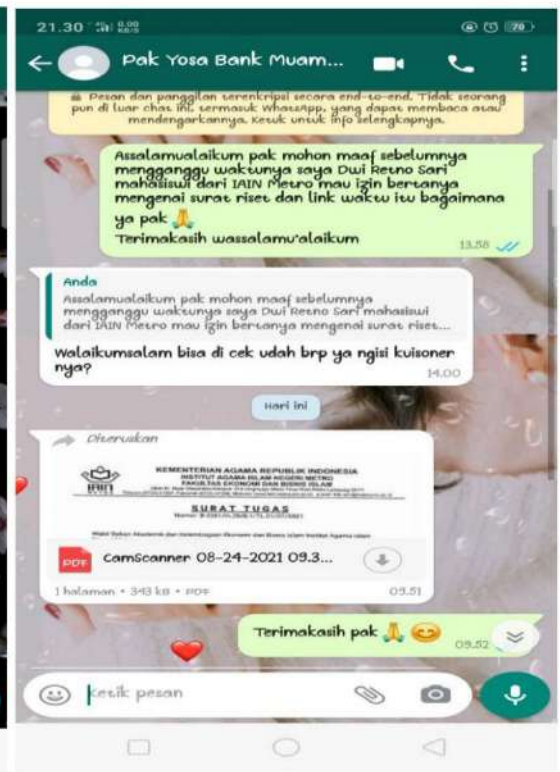 21.30
0,00
KB/S
70
Pak Yosa Bank Muam...
Pesan dan panggilan terenkripsi secara end-to-end. Tidak seorang
pun di luar chat ini, termasuk WhatsApp, yang dapat membaca atau
mendengarkannya. Ketuk untuk info selengkapnya.
Assalamualaikum pak mohon maaf sebelumnya
mengganggu waktunya saya Dwi Retno Sari
mahasiswi dari IAIN Metro mau izin bertanya
mengenai surat riset dan link waktu itu bagaimana
ya pak 🙏
Terimakasih wassalamu'alaikum
13.58
Anda
Assalamualaikum pak mohon maaf sebelumnya
mengganggu waktunya saya Dwi Retno Sari mahasiswi
dari IAIN Metro mau izin bertanya mengenai surat riset...
Walaikumsalam bisa di cek udah brp ya ngisi kuisoner
nya?
14.00
Hari ini
Diteruskan
KEMENTERIAN AGAMA REPUBLIK INDONESIA
INSTITUT AGAMA ISLAM NEGERI METRO
FAKULTAS EKONOMI DAN BISNIS ISLAM
SURAT TUGAS
PDF
CamScanner 08-24-2021 09.3...
1 halaman • 343 kB • PDF
09.51
Terimakasih pak 🙏 😊
09.52
Ketik pesan